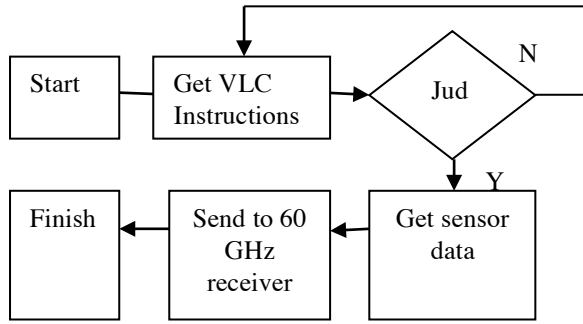 Start
Get VLC
Instructions
Jud
N
Y
Finish
Send to 60
GHz
receiver
Get sensor
data